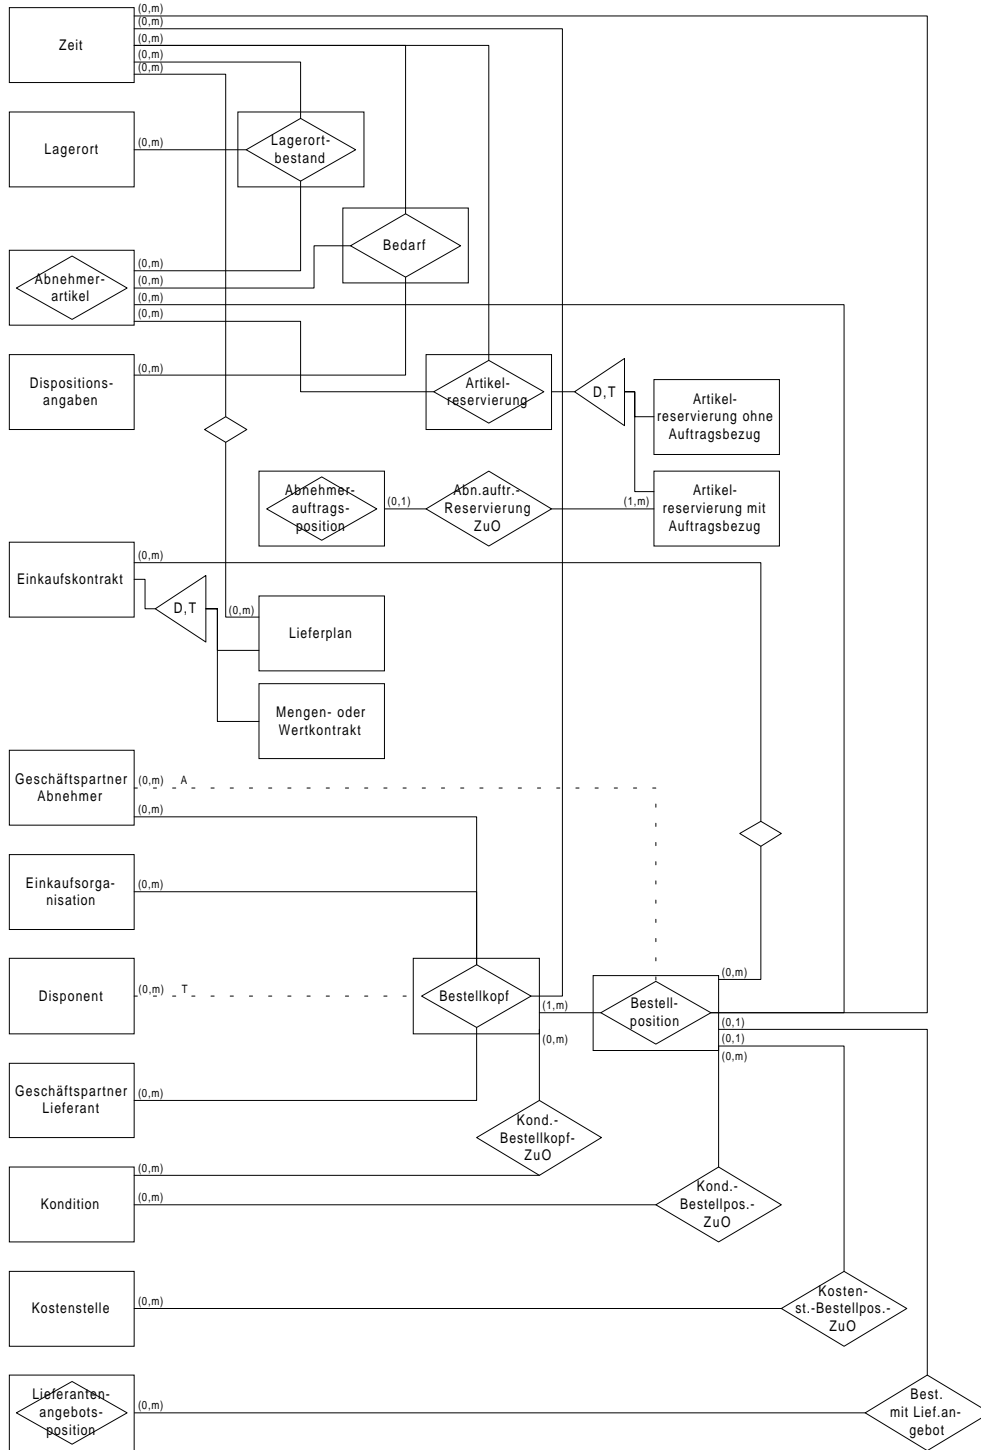 (0,m)
(0,m)
(0,m)
(0,m)
(0,m)
Zeit
Lagerort
(0,m)
Lagerort-
bestand
Bedarf
Abnehmer-
artikel
(0,m)
(0,m)
(0,m)
(0,m)
Dispositions-
angaben
(0,m)
Artikel-
reservierung
D,T
Artikel-
reservierung ohne
Auftragsbezug
Abnehmer-
auftrags-
position
(0,1)
Abn.auftr.-
Reservierung
ZuO
(1,m)
Artikel-
reservierung mit
Auftragsbezug
Einkaufskontrakt
(0,m)
D,T
(0,m)
Lieferplan
Mengen- oder
Wertkontrakt
Geschäftspartner
Abnehmer
(0,m) A
(0,m)
Einkaufsorga-
nisation
(0,m)
Disponent
(0,m) T
Bestellkopf
(1,m)
(0,m)
Bestell-
position
(0,m)
(0,1)
(0,1)
(0,m)
Geschäftspartner
Lieferant
(0,m)
Kond.-
Bestellkopf-
ZuO
Kondition
(0,m)
(0,m)
Kond.-
Bestellpos.-
ZuO
Kostenstelle
(0,m)
Kosten-
st.-Bestellpos.-
ZuO
Lieferanten-
angebots-
position
(0,m)
Best.
mit Lief.an-
gebot